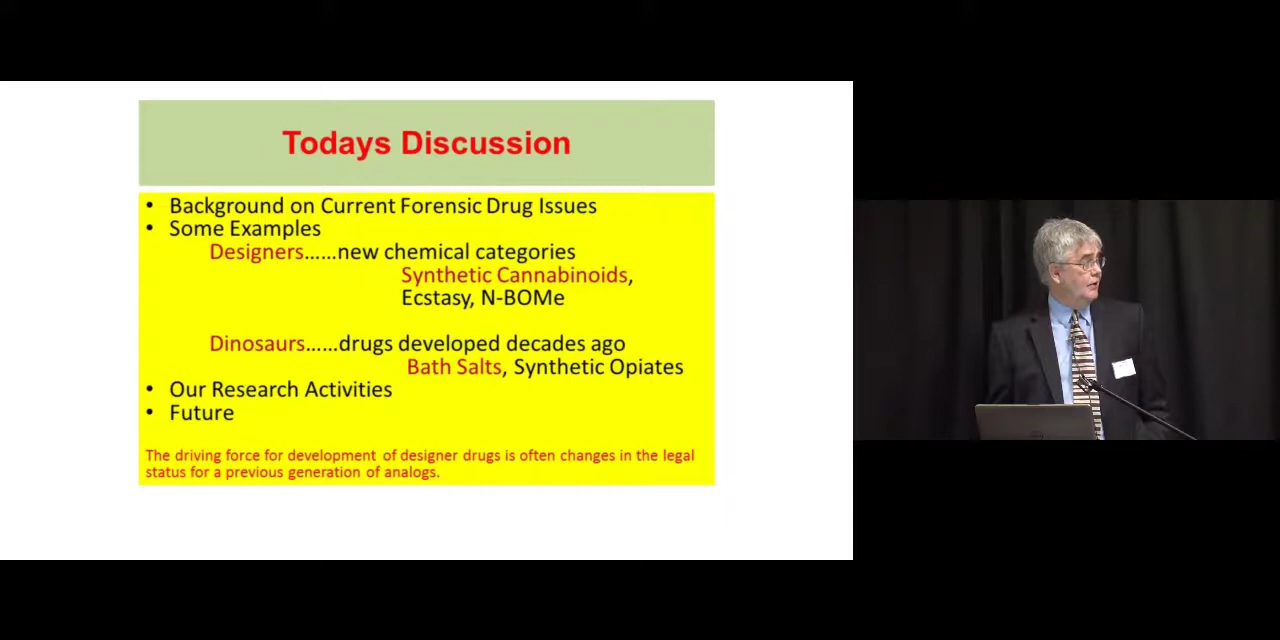 Todays Discussion
• Background on Current Forensic Drug Issues
• Some Examples
Designers......new chemical categories
Synthetic Cannabinoids,
Ecstasy, N-BOMe
Dinosaurs......drugs developed decades ago
Bath Salts, Synthetic Opiates
• Our Research Activities
• Future
The driving force for development of designer drugs is often changes in the legal
status for a previous generation of analogs.